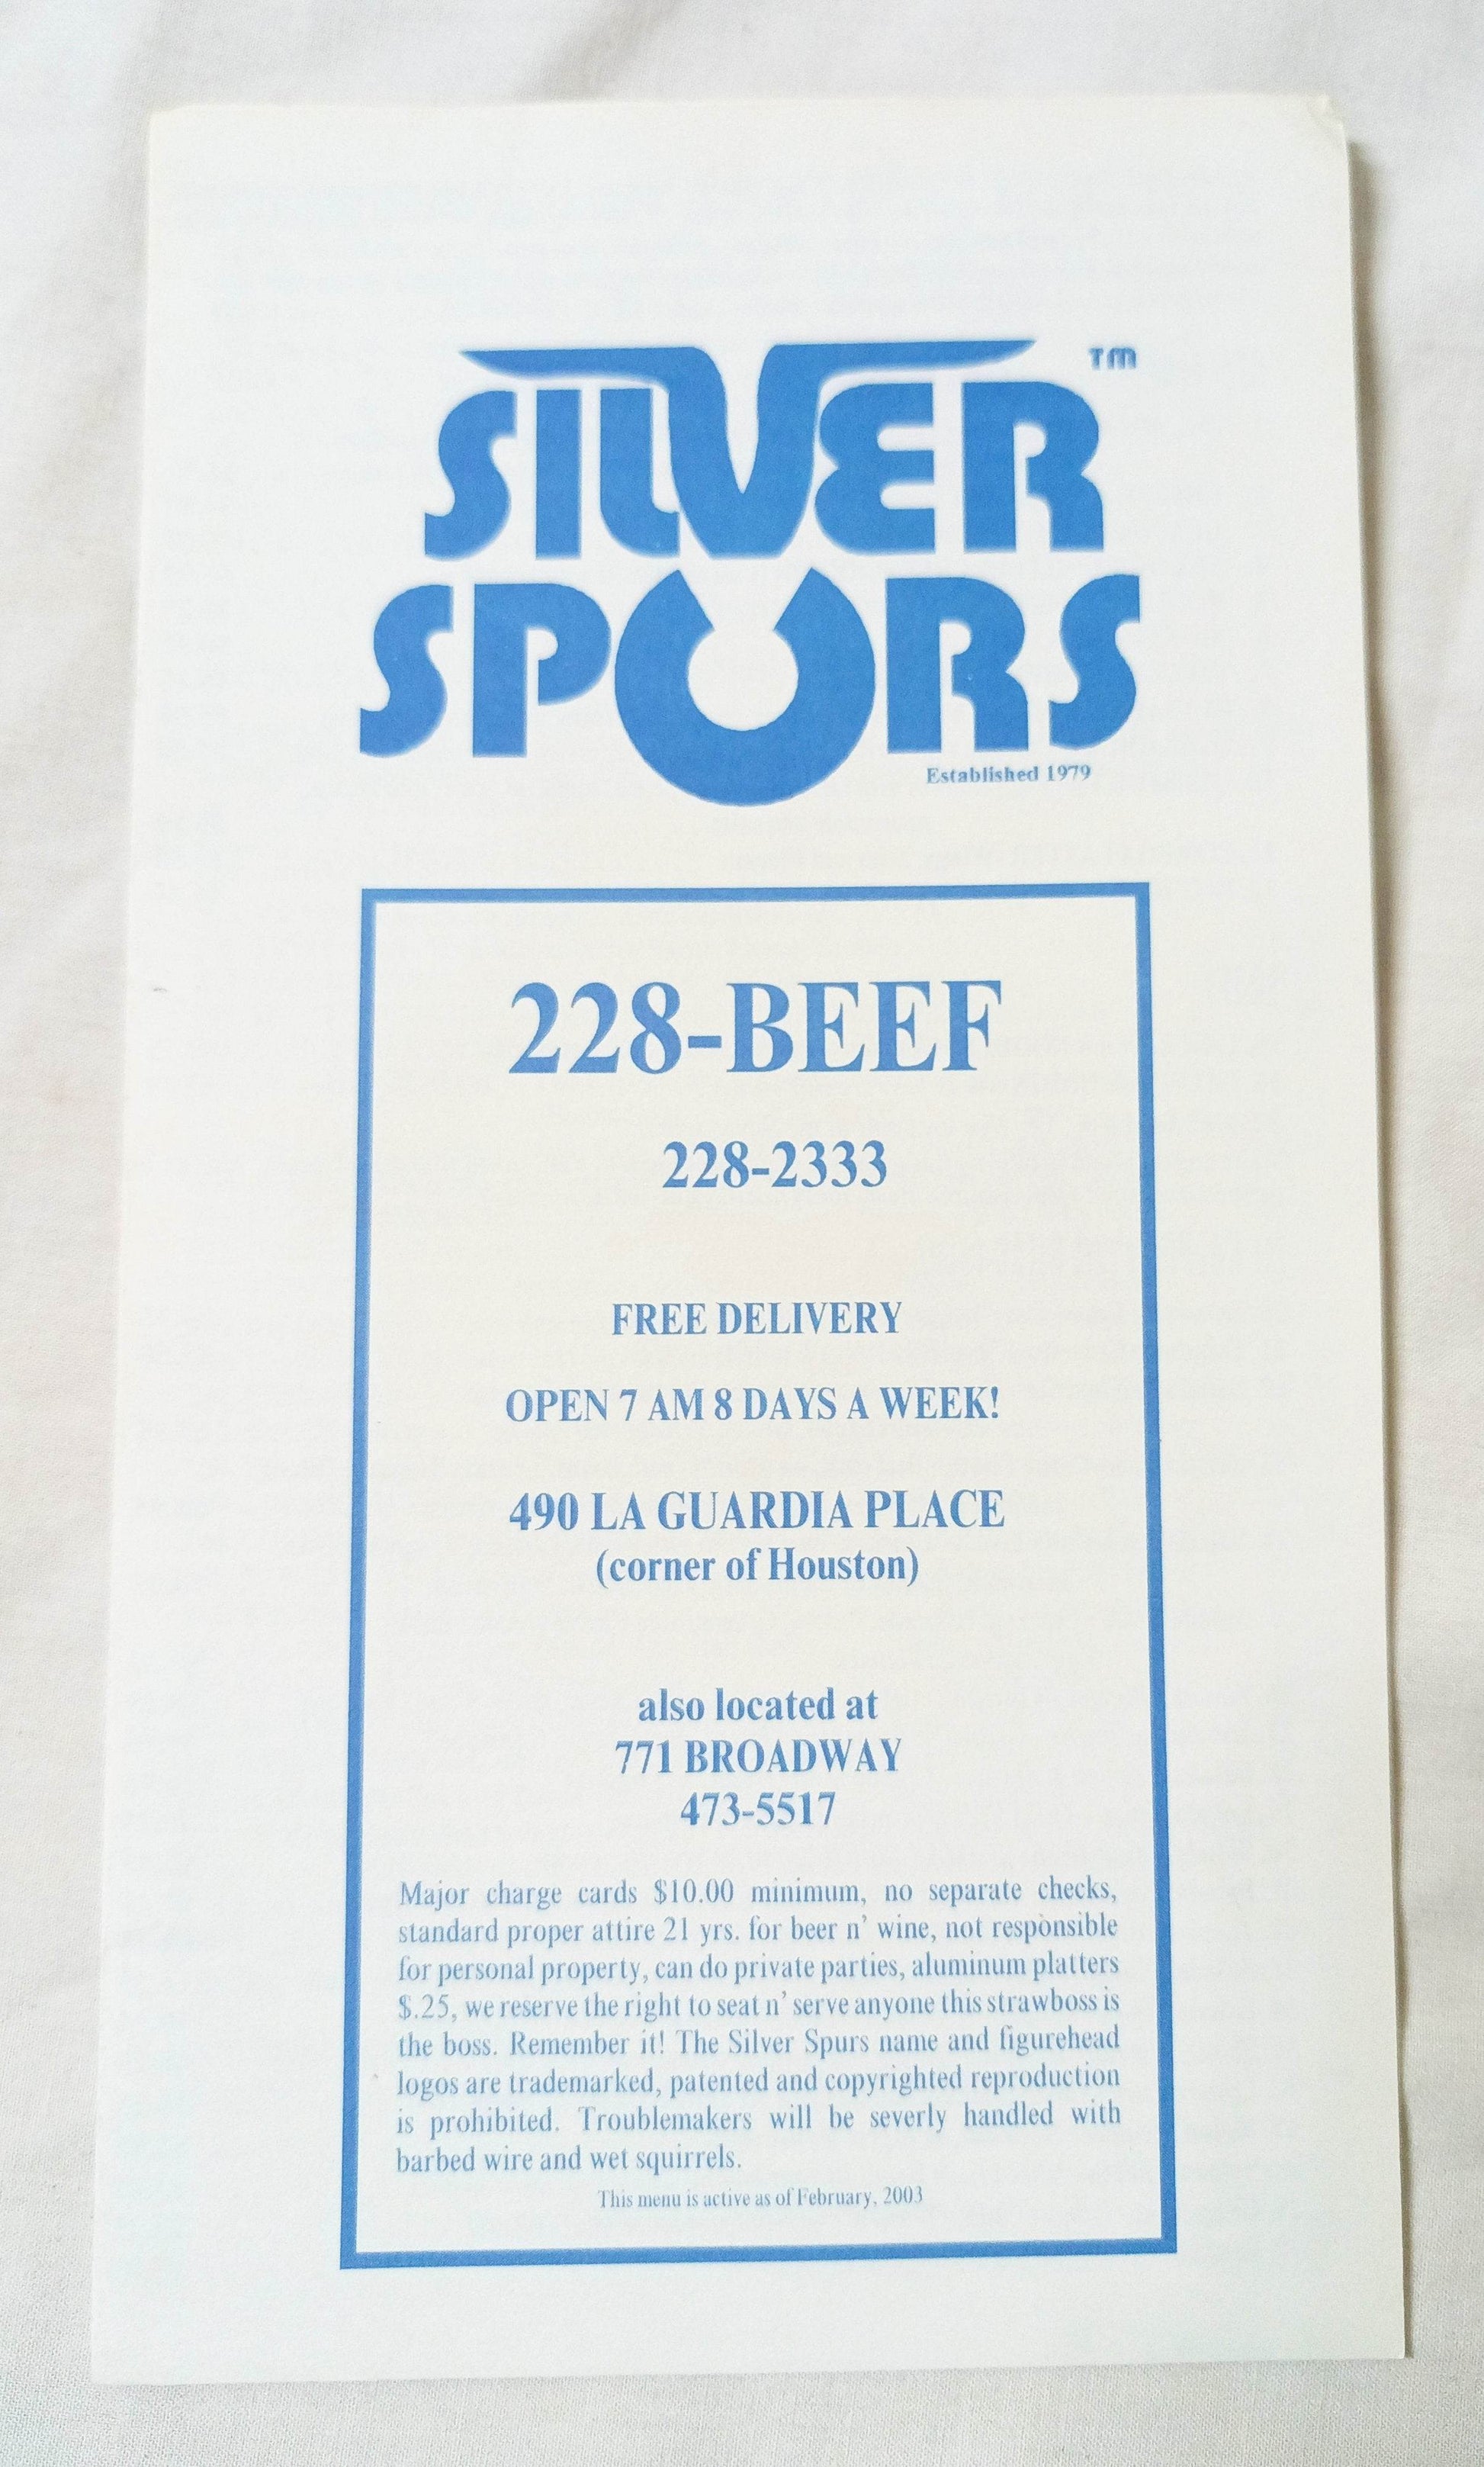 SILVER
TM
SPURS
Established 1979
228-BEEF
228-2333
FREE DELIVERY
OPEN 7 AM 8 DAYS A WEEK!
490 LA GUARDIA PLACE
(corner of Houston)
also located at
771 BROADWAY
473-5517
Major charge cards $10.00 minimum, no separate checks,
standard proper attire 21 yrs. for beer n' wine, not responsible
for personal property, can do private parties, aluminum platters
$.25, we reserve the right to seat n' serve anyone this strawboss is
the boss. Remember it! The Silver Spurs name and figurehead
logos are trademarked, patented and copyrighted reproduction
is prohibited. Troublemakers will be severly handled with
barbed wire and wet squirrels.
This menu is active as of February, 2003